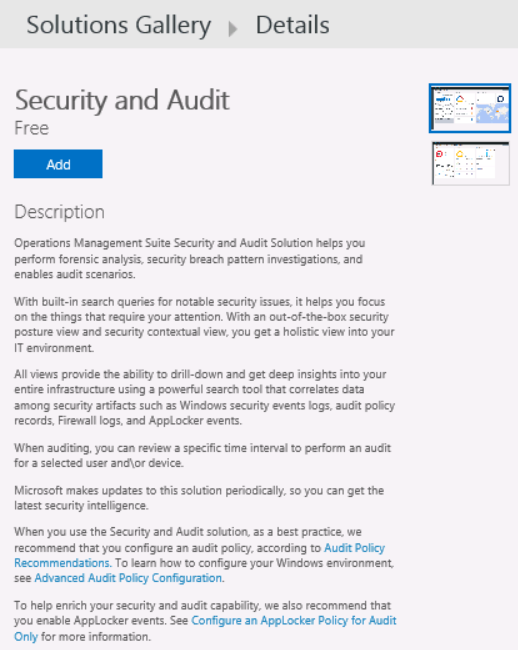 Solutions Gallery Details
Security and Audit
Free
Add
Description
Operations Management Suite Security and Audit Solution helps you
perform forensic analysis, security breach pattern investigations, and
enables audit scenarios.
With built-in search queries for notable security issues, it helps you focus
on the things that require your attention. With an out-of-the-box security
posture view and security contextual view, you get a holistic view into your
IT environment.
All views provide the ability to drill-down and get deep insights into your
entire infrastructure using a powerful search tool that correlates data
among security artifacts such as Windows security events logs, audit policy
records, Firewall logs, and AppLocker events.
When auditing, you can review a specific time interval to perform an audit
for a selected user and\or device.
Microsoft makes updates to this solution periodically, so you can get the
latest security intelligence.
When you use the Security and Audit solution, as a best practice, we
recommend that you configure an audit policy, according to Audit Policy
Recommendations. To learn how to configure your Windows environment,
see Advanced Audit Policy Configuration.
To help enrich your security and audit capability, we also recommend that
you enable AppLocker events. See Configure an AppLocker Policy for Audit
Only for more information.